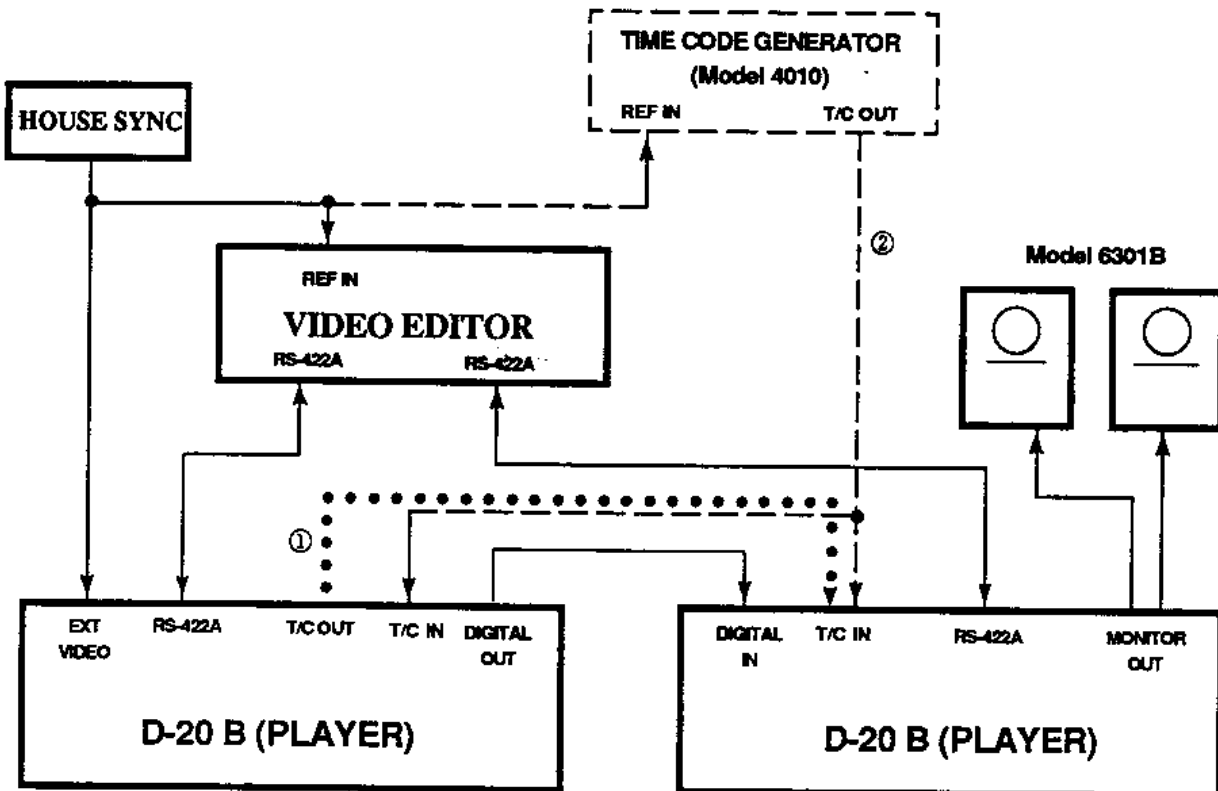 TIME CODE GENERATOR
(Model 4010)
REF IN T/C OUT
HOUSE SYNC
②
Model 6301B
REF IN
VIDEO EDITOR
RS-422A RS-422A
①
EXT
VIDEO
RS-422A
T/C OUT
T/C IN
DIGITAL
OUT
D-20 B (PLAYER)
DIGITAL
IN
T/C IN
RS-422A
MONITOR
OUT
D-20 B (PLAYER)